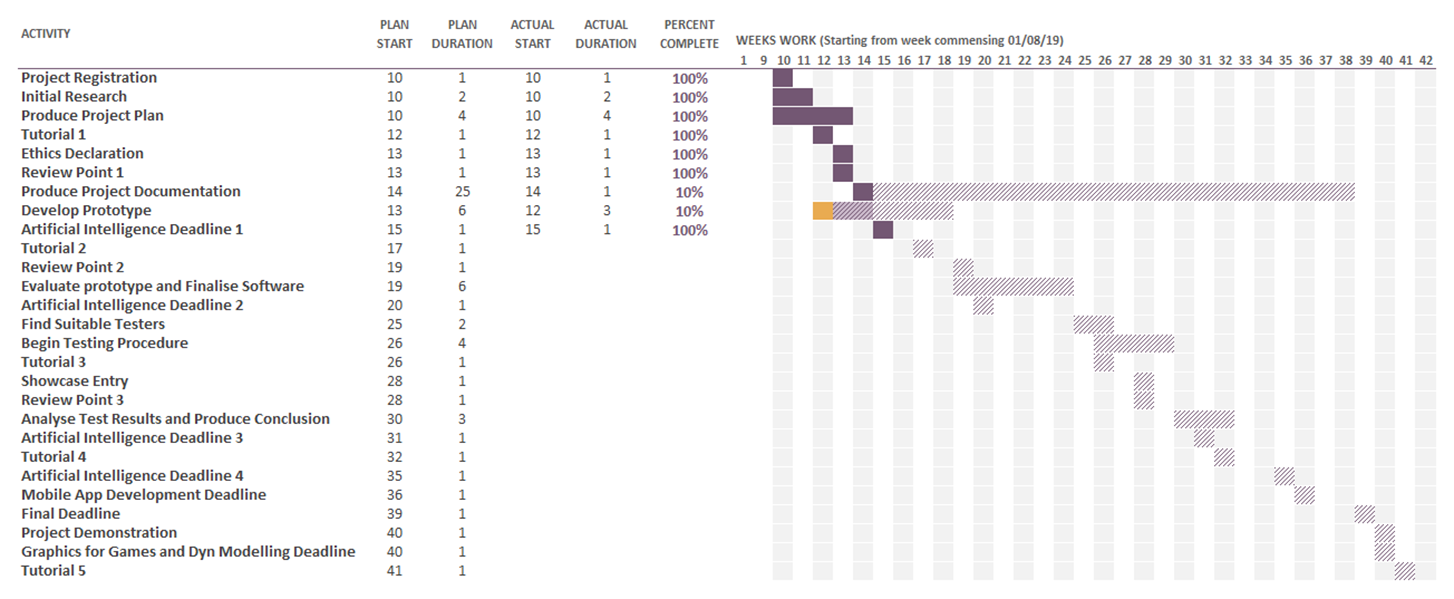 ACTIVITY PLAN START PLAN DURATION ACTUAL START ACTUAL DURATION PERCENT COMPLETE WEEKS WORK (Starting from week commensing 01/08/19)
1 9 10 11 12 13 14 15 16 17 18 19 20 21 22 23 24 25 26 27 28 29 30 31 32 33 34 35 36 37 38 39 40 41 42
Project Registration 10 1 10 1 100%
Initial Research 10 2 10 2 100%
Produce Project Plan 10 4 10 4 100%
Tutorial 1 12 1 12 1 100%
Ethics Declaration 13 1 13 1 100%
Review Point 1 13 1 13 1 100%
Produce Project Documentation 14 25 14 1 10%
Develop Prototype 13 6 12 3 10%
Artificial Intelligence Deadline 1 15 1 15 1 100%
Tutorial 2 17 1
Review Point 2 19 1
Evaluate prototype and Finalise Software 19 6
Artificial Intelligence Deadline 2 20 1
Find Suitable Testers 25 2
Begin Testing Procedure 26 4
Tutorial 3 26 1
Showcase Entry 28 1
Review Point 3 28 1
Analyse Test Results and Produce Conclusion 30 3
Artificial Intelligence Deadline 3 31 1
Tutorial 4 32 1
Artificial Intelligence Deadline 4 35 1
Mobile App Development Deadline 36 1
Final Deadline 39 1
Project Demonstration 40 1
Graphics for Games and Dyn Modelling Deadline 40 1
Tutorial 5 41 1